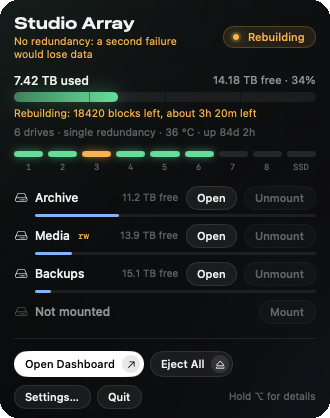 Studio Array
No redundancy: a second failure
would lose data
Rebuilding
7.42 TB used
14.18 TB free · 34%
Rebuilding: 18420 blocks left, about 3h 20m left
6 drives · single redundancy · 36 °C · up 84d 2h
1 2 3 4 5 6 7 8 SSD
Archive 11.2 TB free Open Unmount
Media rw 13.9 TB free Open Unmount
Backups 15.1 TB free Open Unmount
Not mounted Mount
Open Dashboard ↗ Eject All ⏏
Settings... Quit Hold ⌥ for details